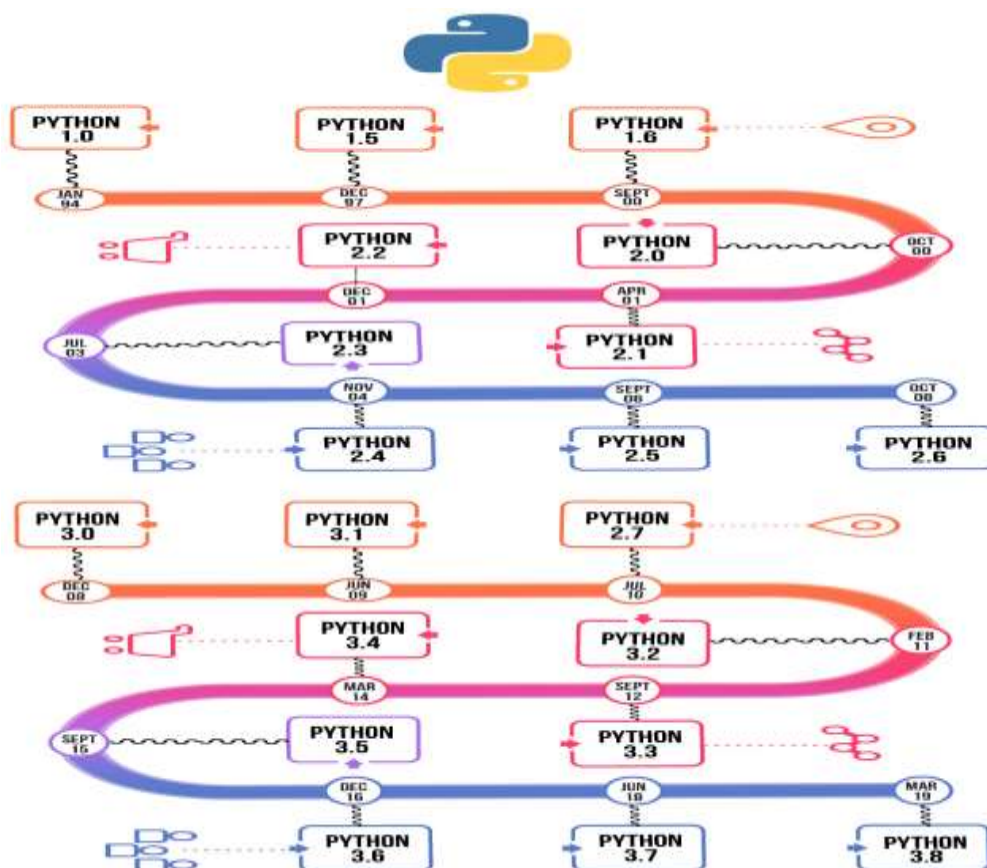 PYTHON
1.0
PYTHON
1.5
PYTHON
1.6
JAN
94
DEC
97
SEPT
00
PYTHON
2.2
PYTHON
2.0
OCT
00
DEC
01
APR
01
JUL
03
PYTHON
2.3
PYTHON
2.1
NOV
04
SEPT
06
OCT
08
PYTHON
2.4
PYTHON
2.5
PYTHON
2.6
PYTHON
3.0
PYTHON
3.1
PYTHON
2.7
DEC
08
JUN
09
JUL
10
PYTHON
3.4
PYTHON
3.2
FEB
11
MAR
14
SEPT
12
SEPT
15
PYTHON
3.5
PYTHON
3.3
DEC
16
JUN
18
MAR
19
PYTHON
3.6
PYTHON
3.7
PYTHON
3.8